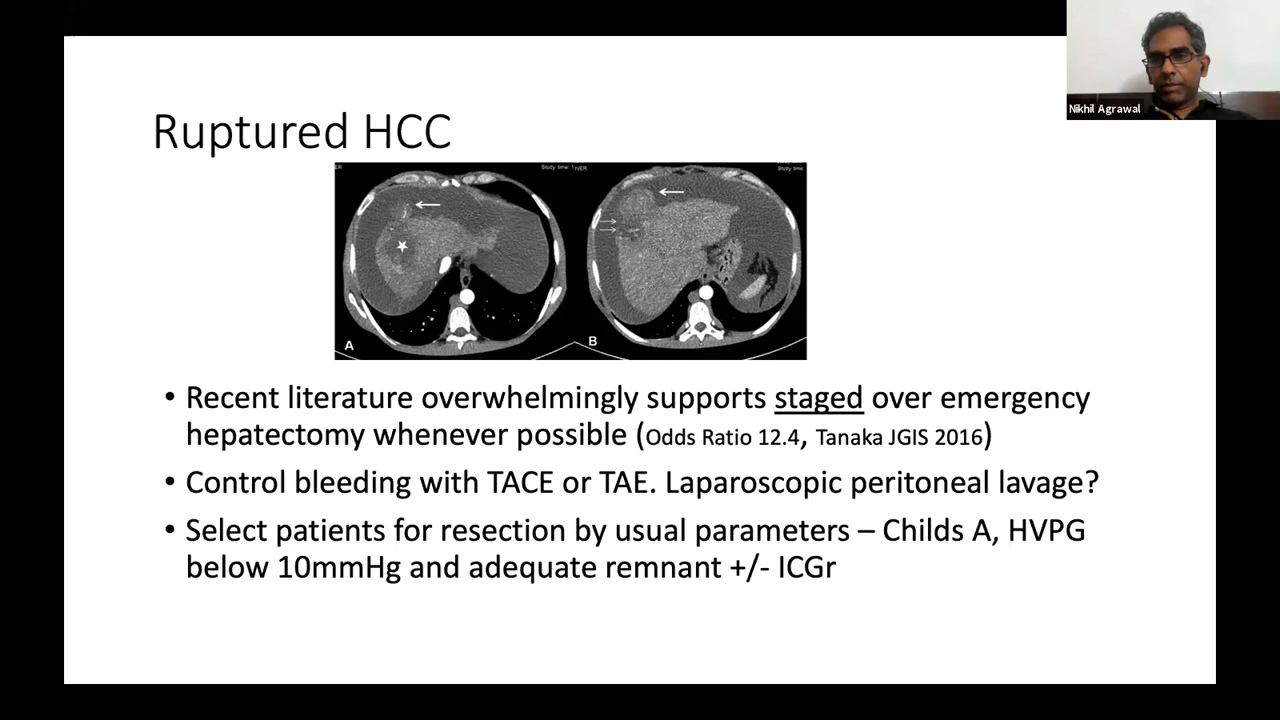 Nikhil Agrawal
Ruptured HCC
ER
Study time:
IVER
Study time:
A
B
• Recent literature overwhelmingly supports staged over emergency
hepatectomy whenever possible (Odds Ratio 12.4, Tanaka JGIS 2016)
• Control bleeding with TACE or TAE. Laparoscopic peritoneal lavage?
• Select patients for resection by usual parameters – Childs A, HVPG
below 10mmHg and adequate remnant +/- ICGr